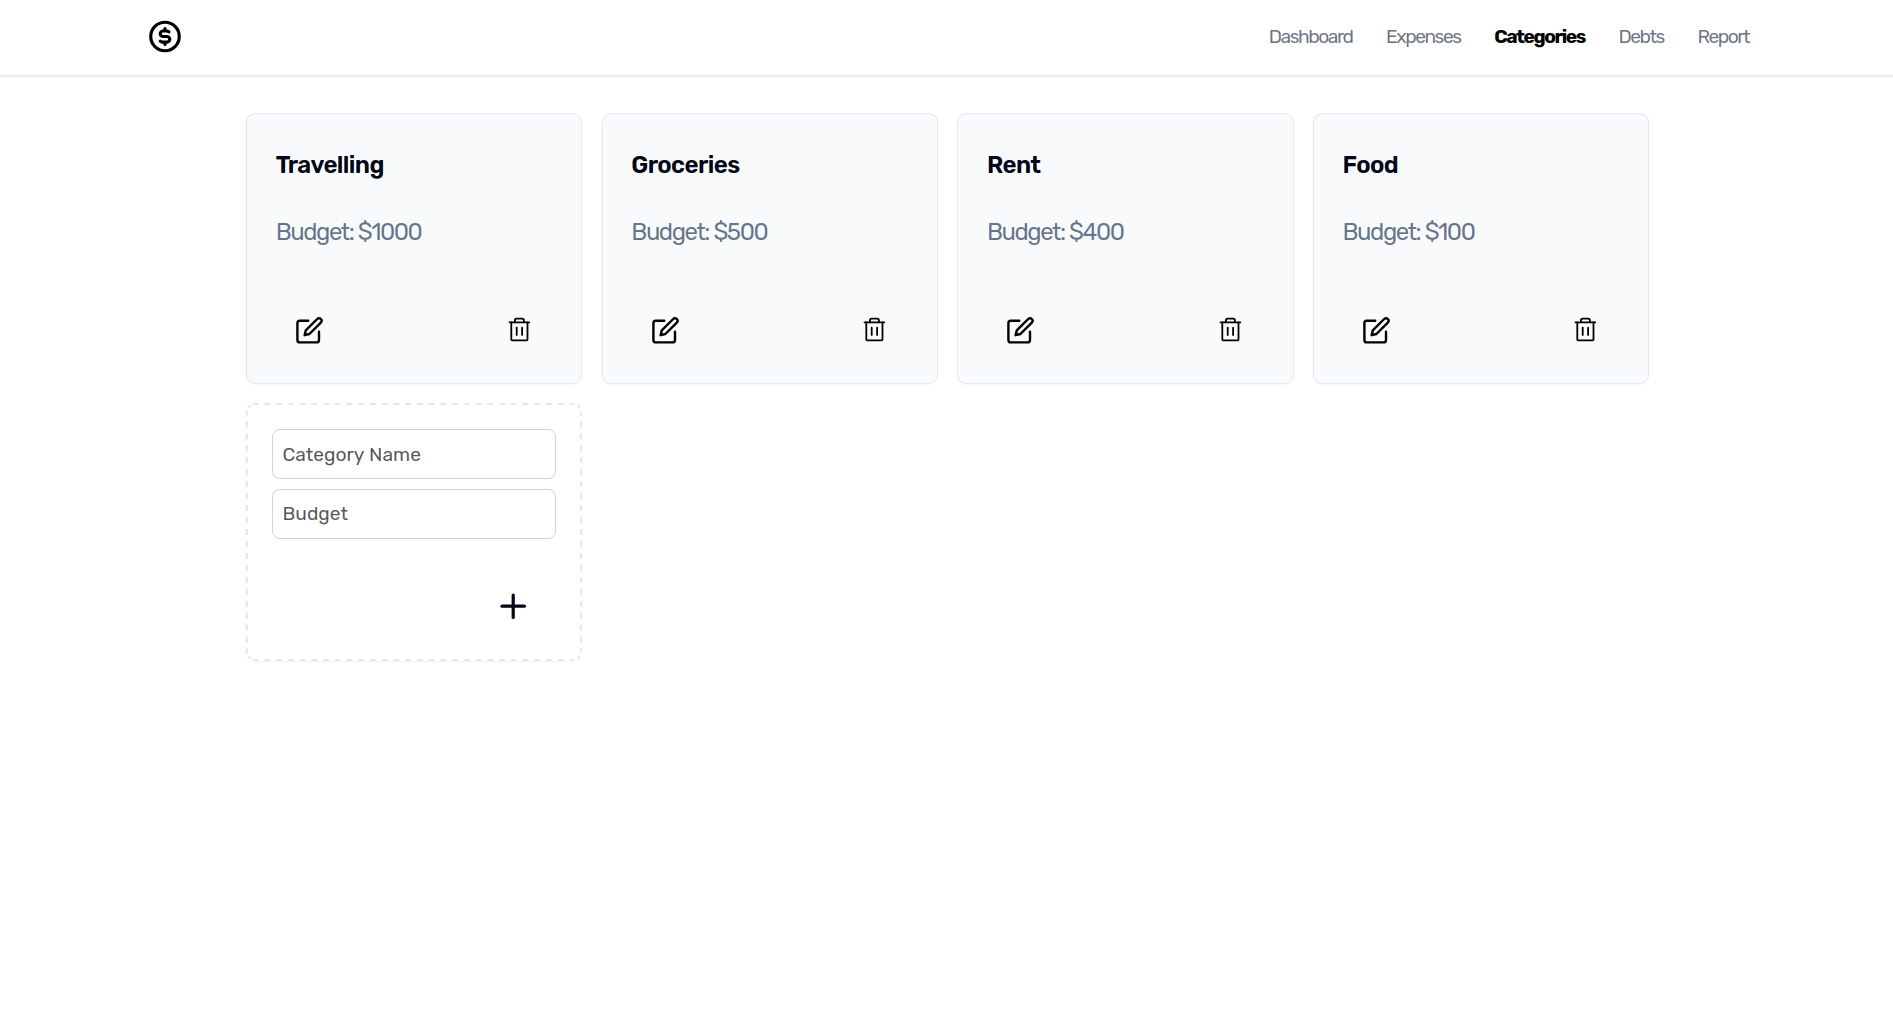 Dashboard Expenses Categories Debts Report
Travelling Groceries Rent Food
Budget: $1000 Budget: $500 Budget: $400 Budget: $100
Category Name
Budget